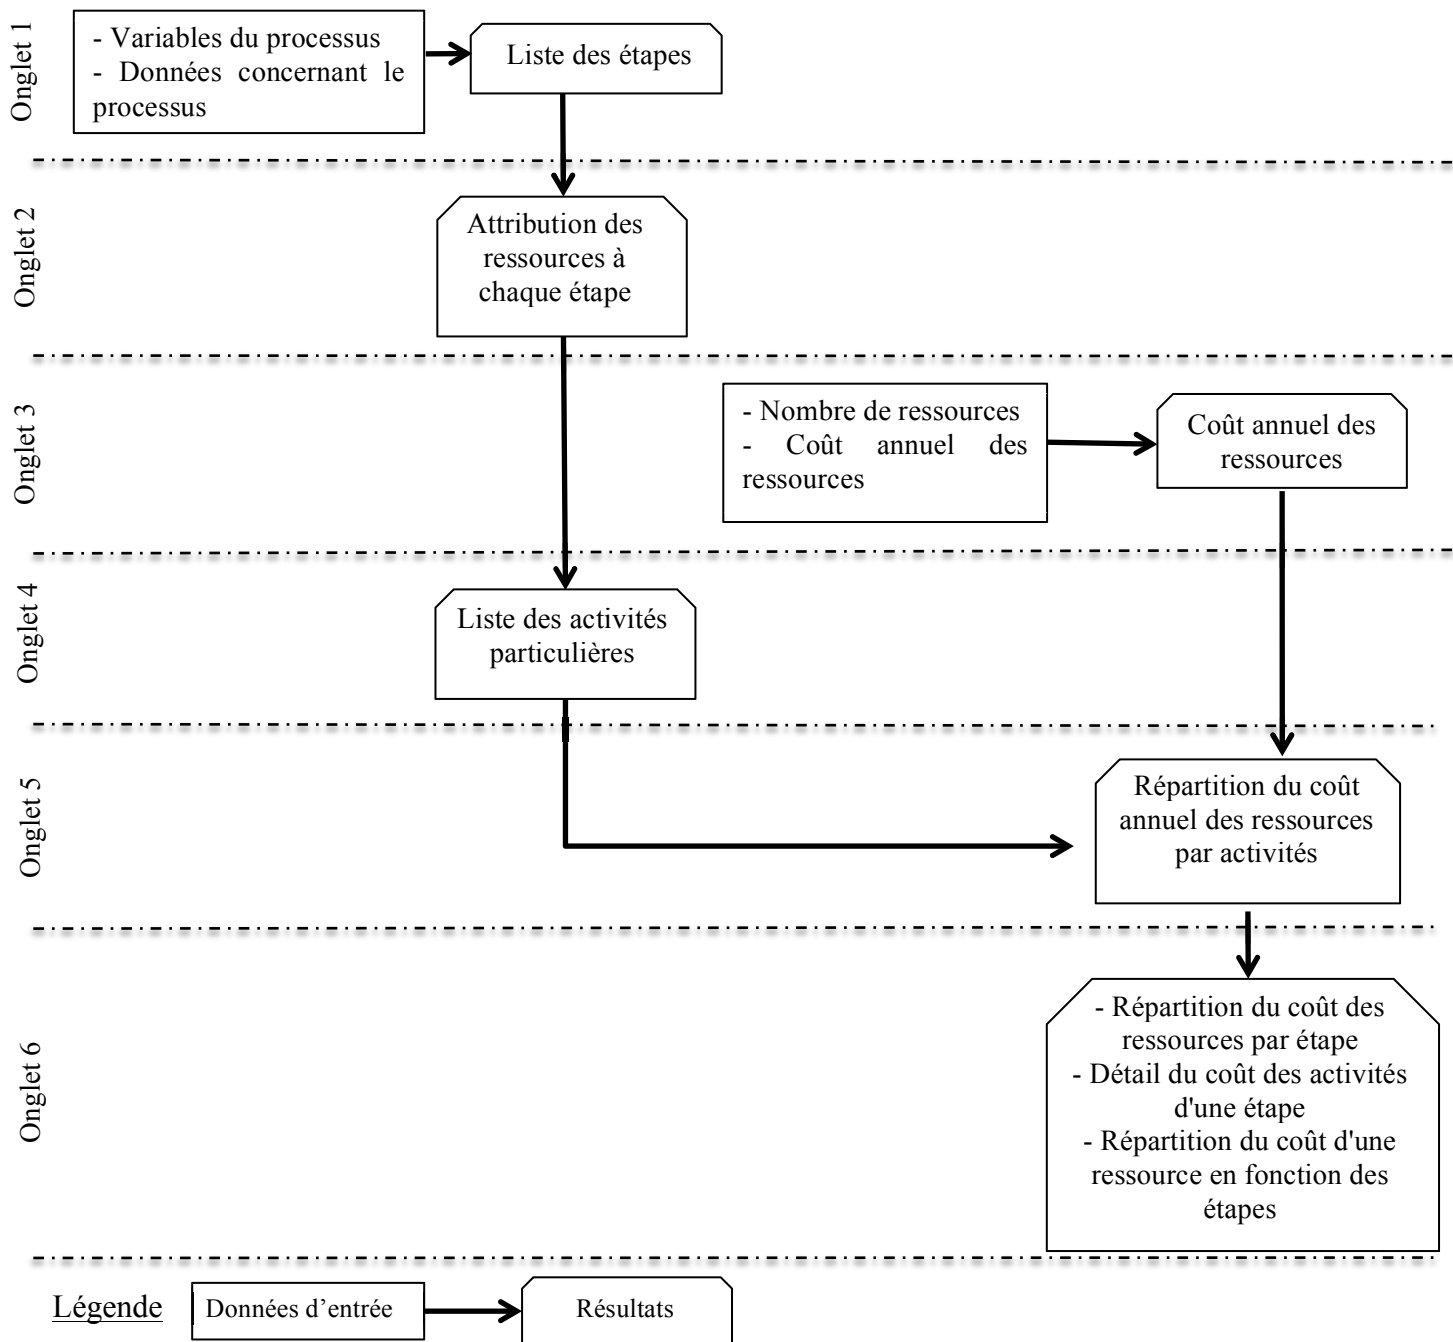 Onglet 1
- Variables du processus
- Données concernant le
processus
Liste des étapes
Onglet 2
Attribution des
ressources à
chaque étape
Onglet 3
- Nombre de ressources
- Coût annuel des
ressources
Coût annuel des
ressources
Onglet 4
Liste des activités
particulières
Onglet 5
Répartition du coût
annuel des ressources
par activités
Onglet 6
- Répartition du coût des
ressources par étape
- Détail du coût des activités
d'une étape
- Répartition du coût d'une
ressource en fonction des
étapes
Légende
Données d’entrée
Résultats